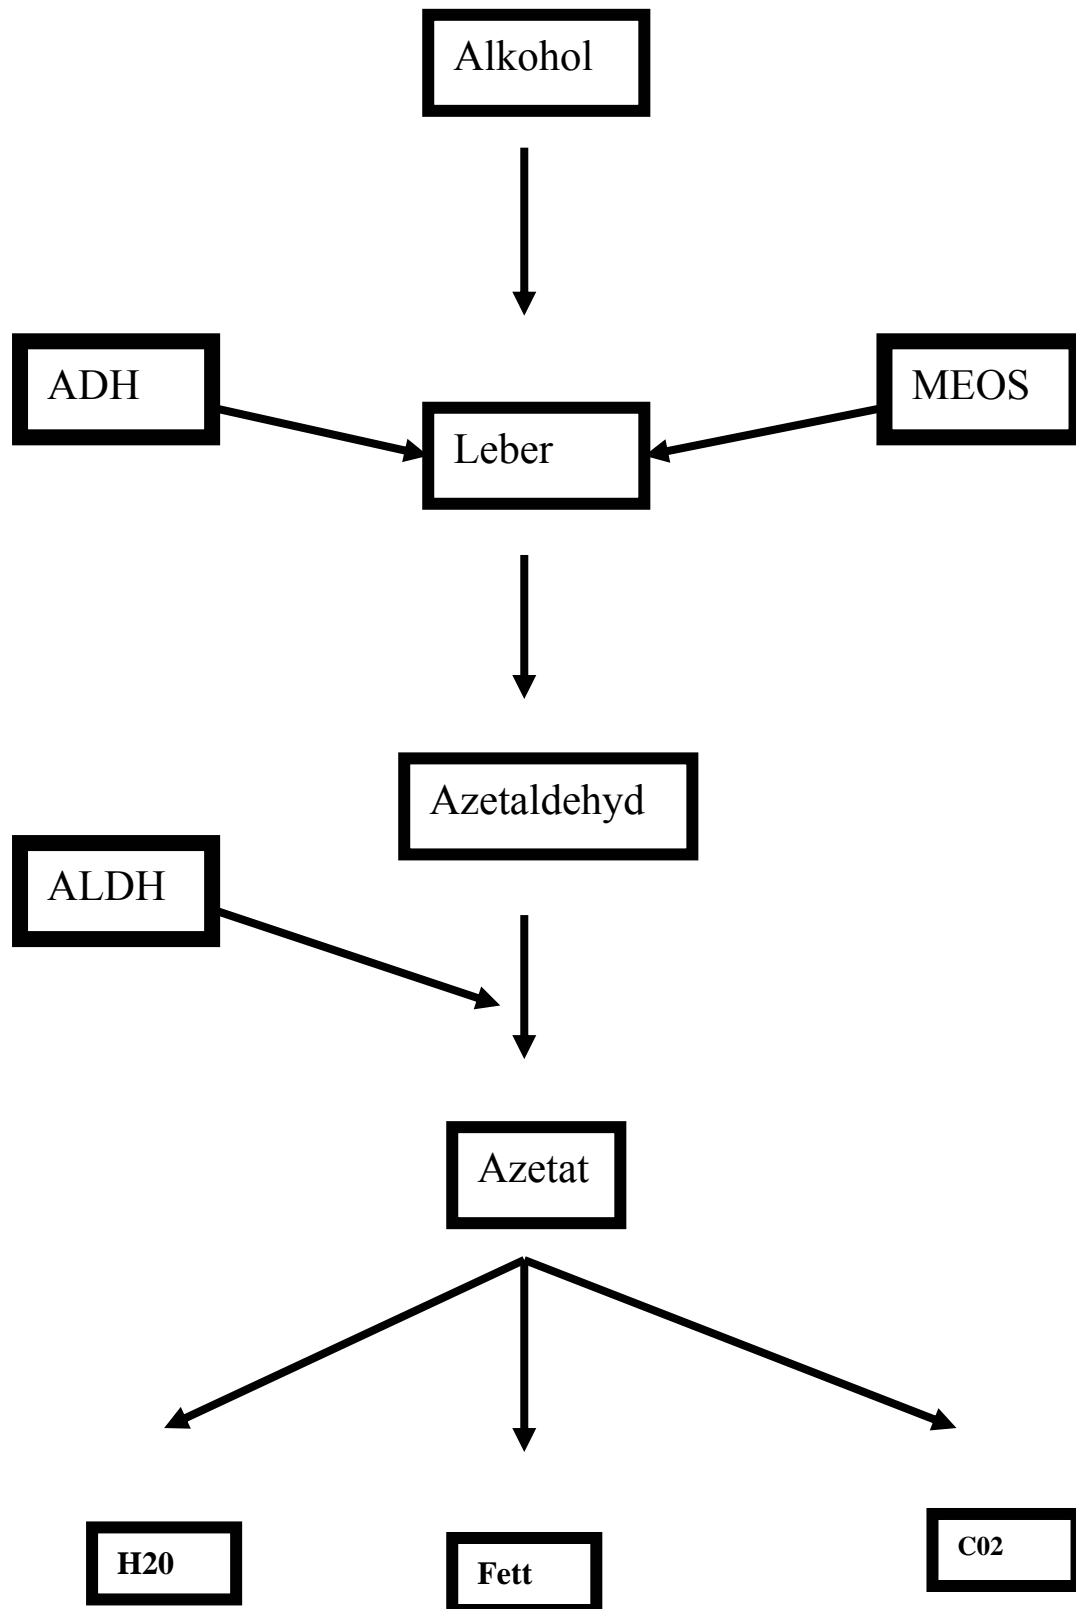 Alkohol
ADH
MEOS
Leber
Azetaldehyd
ALDH
Azetat
H20
Fett
C02